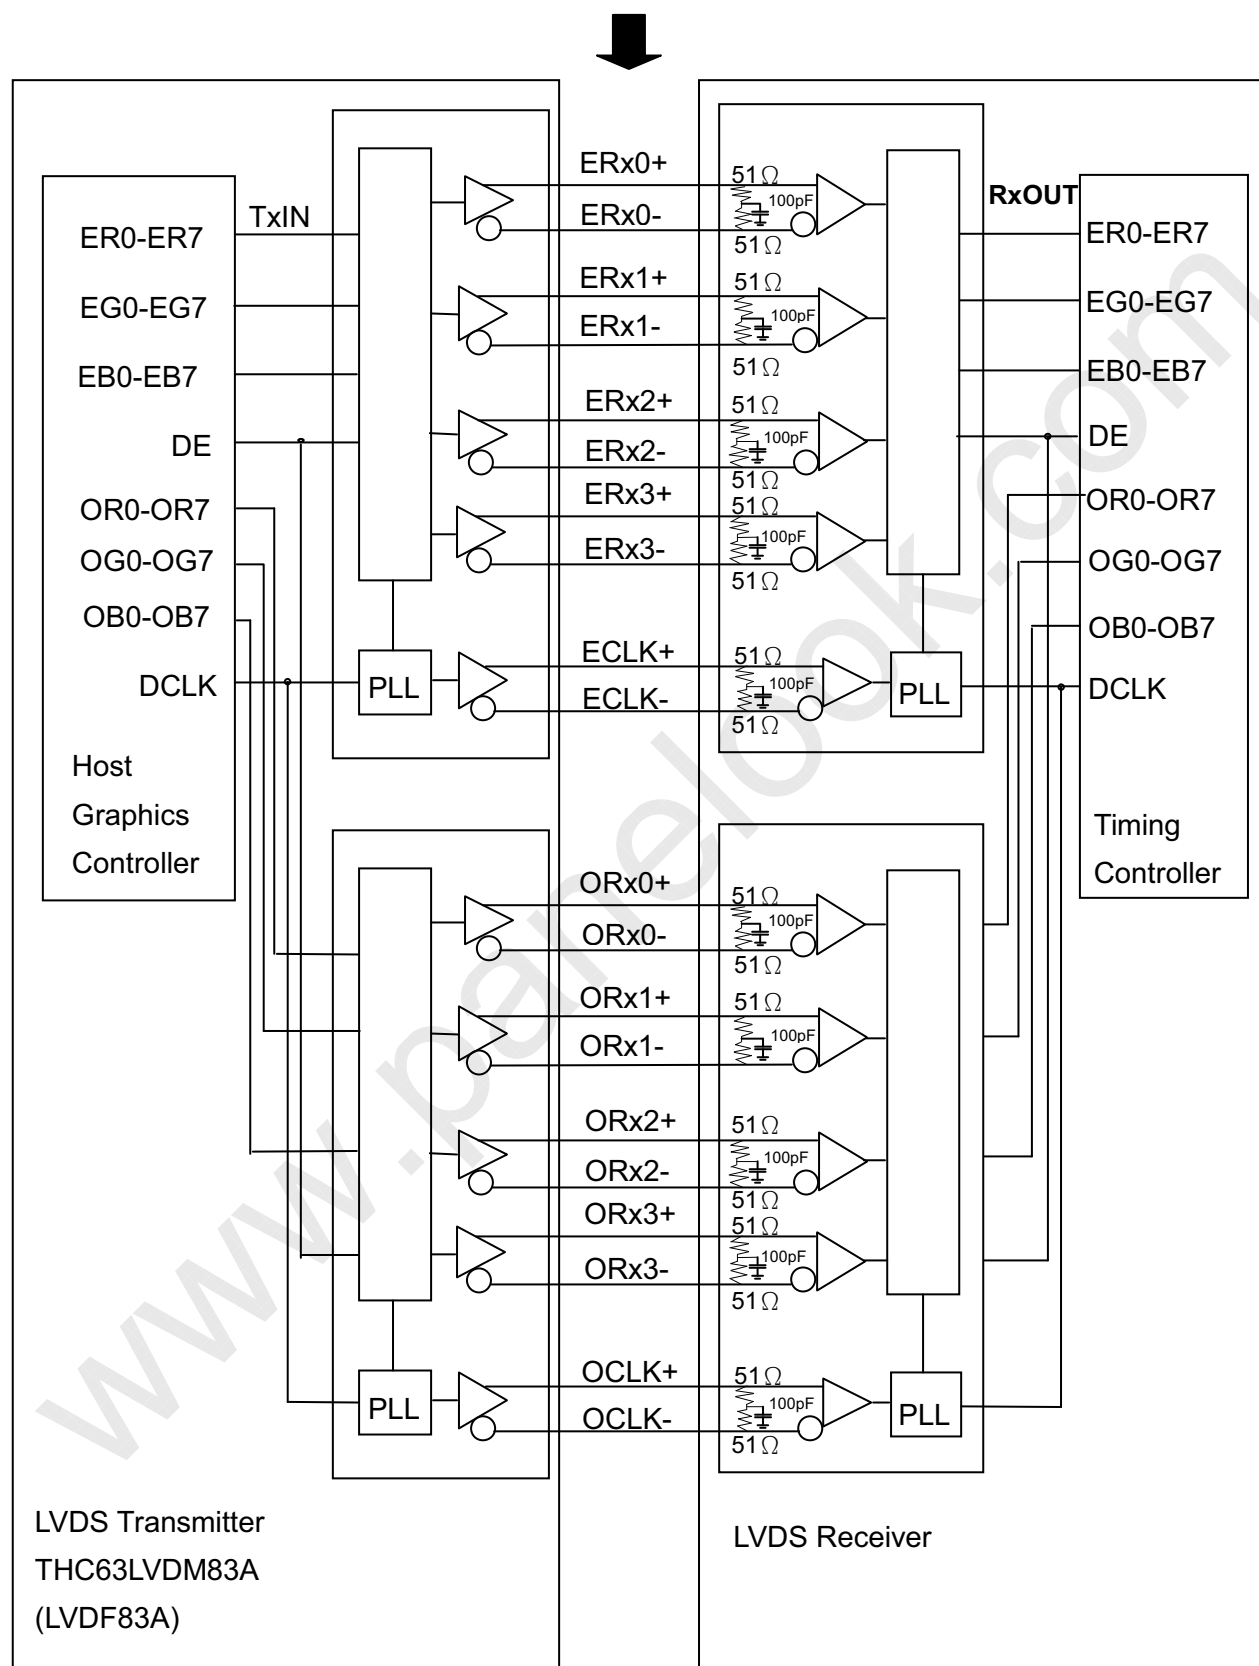 ER0-ER7
EG0-EG7
EB0-EB7
DE
OR0-OR7
OG0-OG7
OB0-OB7
DCLK
Host
Graphics
Controller
TxIN
PLL
PLL
ERx0+
ERx0-
ERx1+
ERx1-
ERx2+
ERx2-
ERx3+
ERx3-
ECLK+
ECLK-
ORx0+
ORx0-
ORx1+
ORx1-
ORx2+
ORx2-
ORx3+
ORx3-
OCLK+
OCLK-
51Ω
100pF
51Ω
51Ω
100pF
51Ω
51Ω
100pF
51Ω
51Ω
100pF
51Ω
51Ω
100pF
51Ω
51Ω
100pF
51Ω
51Ω
100pF
51Ω
51Ω
100pF
51Ω
51Ω
100pF
51Ω
51Ω
100pF
51Ω
PLL
PLL
RxOUT
ER0-ER7
EG0-EG7
EB0-EB7
DE
OR0-OR7
OG0-OG7
OB0-OB7
DCLK
Timing
Controller
LVDS Transmitter
THC63LVDM83A
(LVDF83A)
LVDS Receiver
www.panelook.com